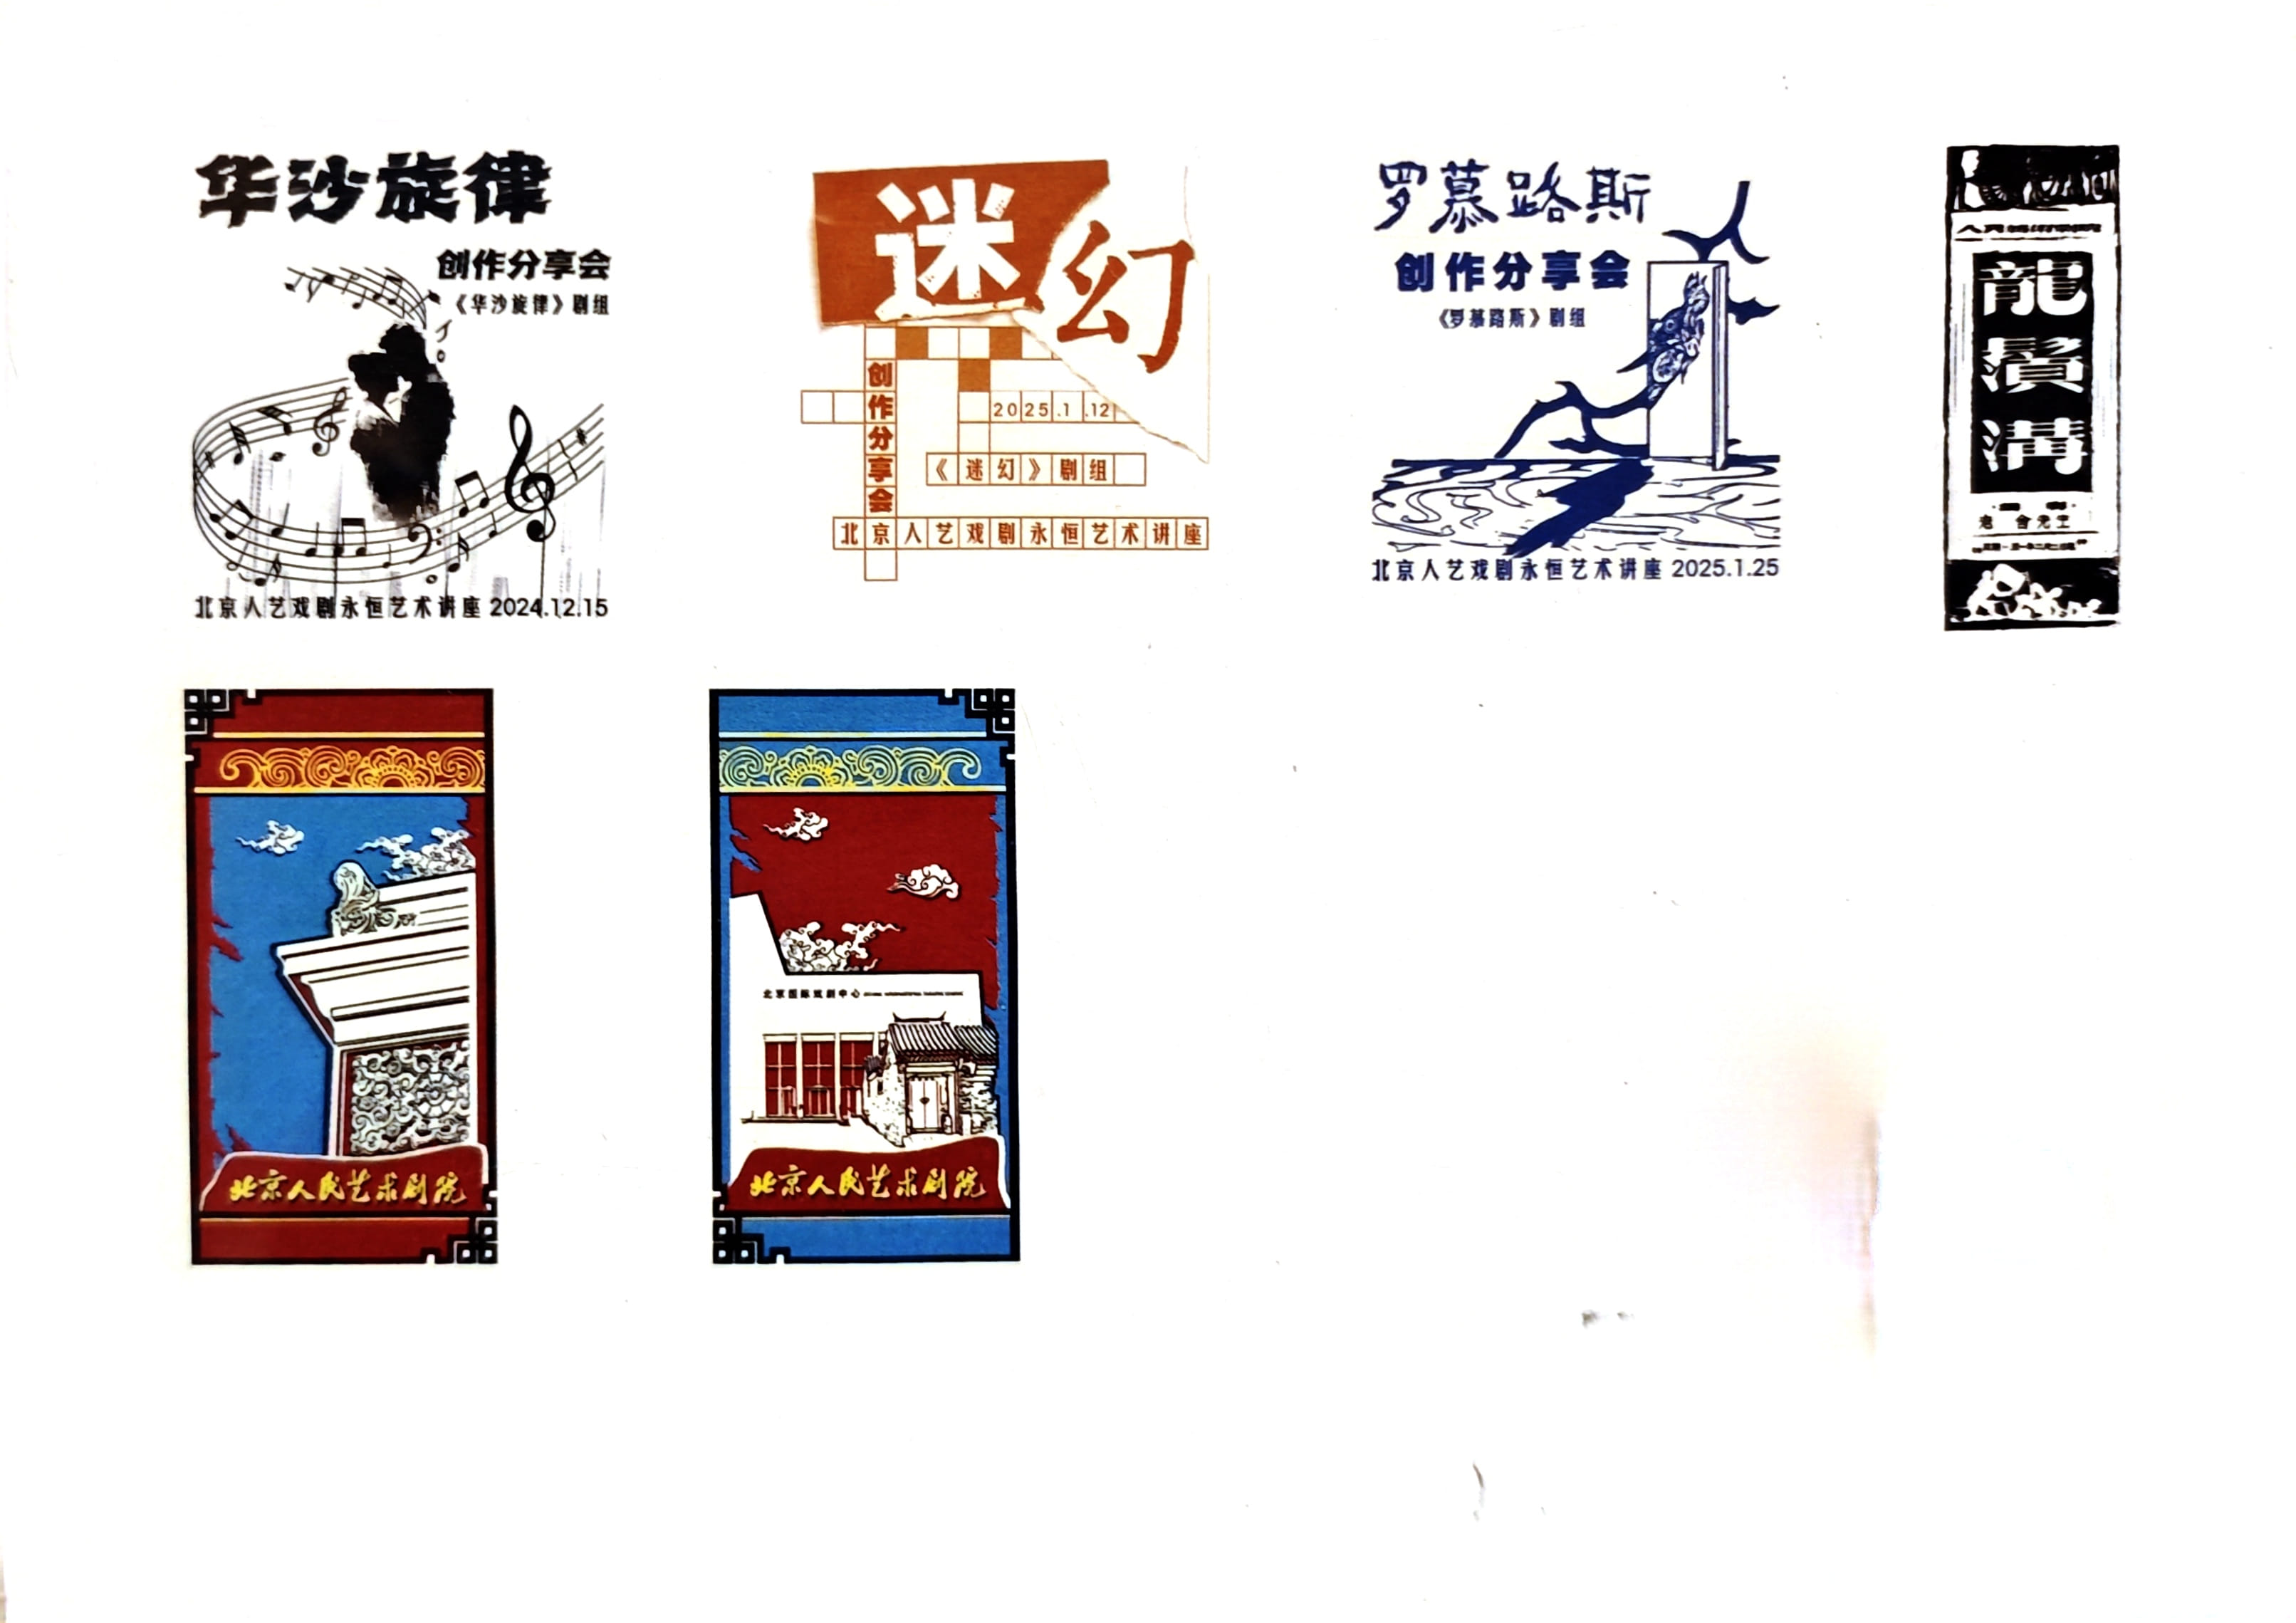 华沙旋律
创作分享会
《华沙旋律》剧组
北京人艺戏剧永恒艺术讲座 2024.12.15
迷幻
创作分享会
2025.1.12
《迷幻》剧组
北京人艺戏剧永恒艺术讲座
罗慕路斯
创作分享会
《罗慕路斯》剧组
北京人艺戏剧永恒艺术讲座 2025.1.25
龍鬚溝
北京人民艺术剧院
北京国际戏剧中心
北京人民艺术剧院